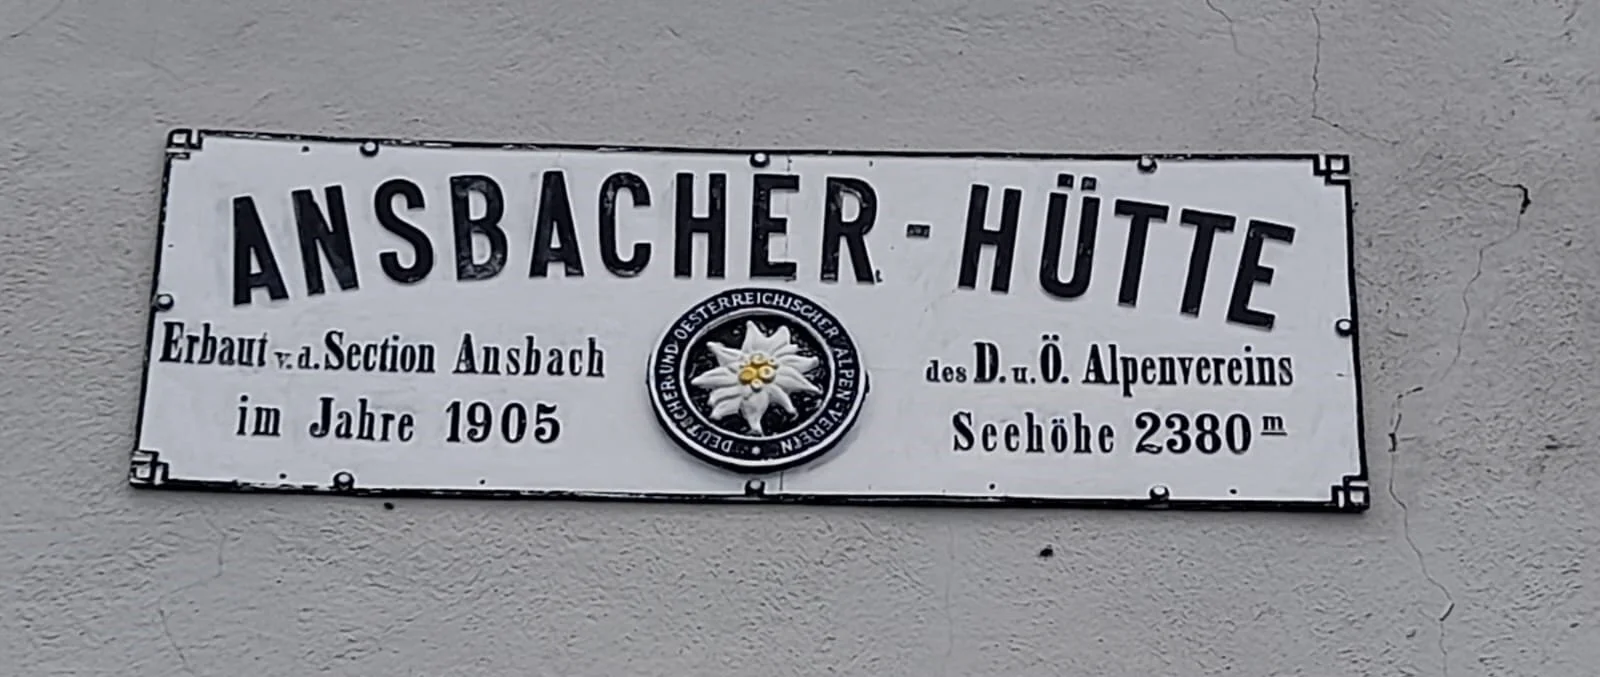 ANSBACHER-HÜTTE
Erbaut v. d. Section Ansbach
im Jahre 1905
DEUTSCHER UND OESTERREICHISCHER ALPEN-VEREIN
des D. u. Ö. Alpenvereins
Seehöhe 2380 m